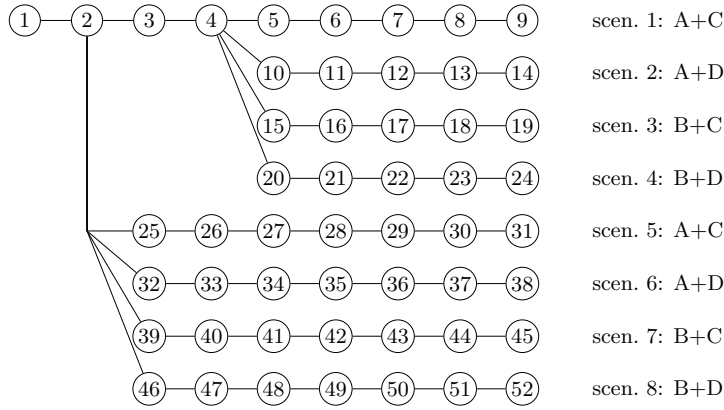 1 2 3 4 5 6 7 8 9 scen. 1: A+C
10 11 12 13 14 scen. 2: A+D
15 16 17 18 19 scen. 3: B+C
20 21 22 23 24 scen. 4: B+D
25 26 27 28 29 30 31 scen. 5: A+C
32 33 34 35 36 37 38 scen. 6: A+D
39 40 41 42 43 44 45 scen. 7: B+C
46 47 48 49 50 51 52 scen. 8: B+D